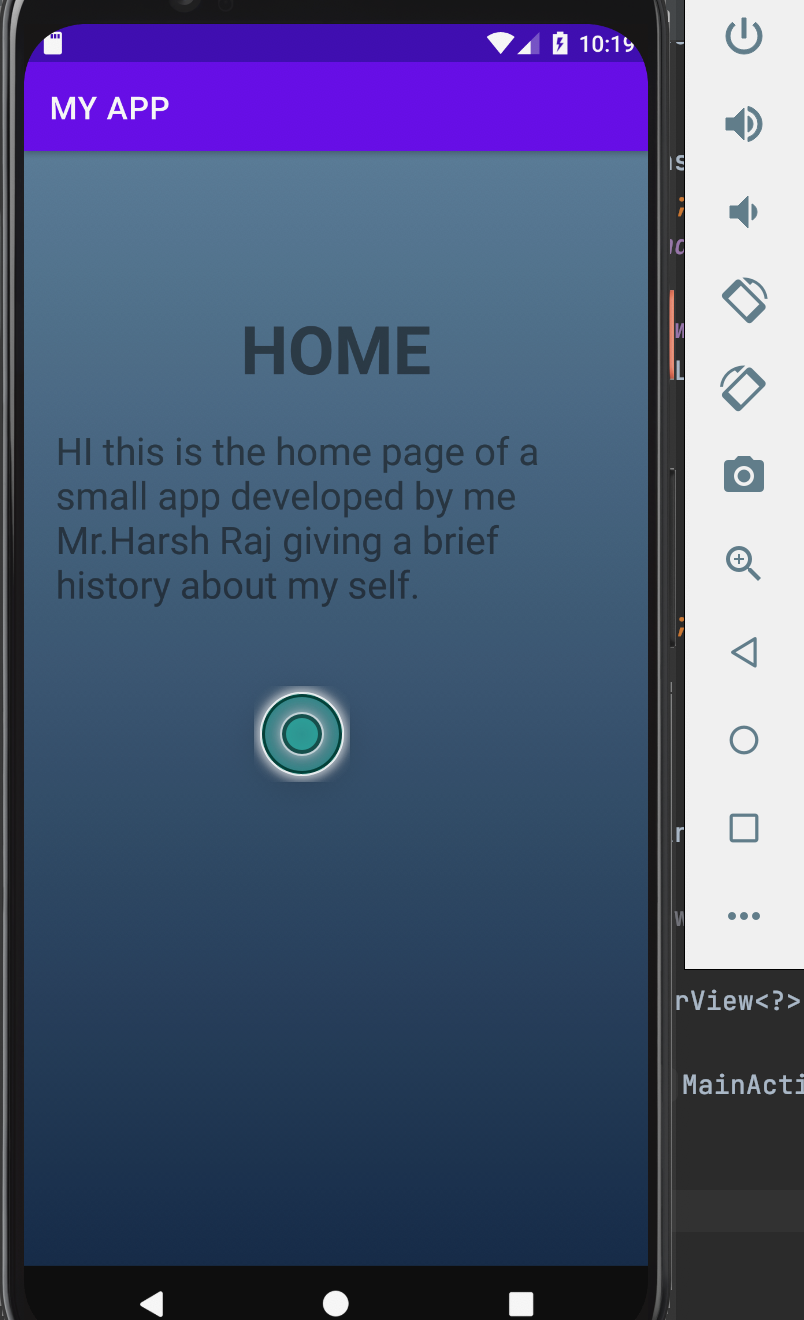 10:19
MY APP
HOME
HI this is the home page of a
small app developed by me
Mr.Harsh Raj giving a brief
history about my self.
rView<?>
MainActi